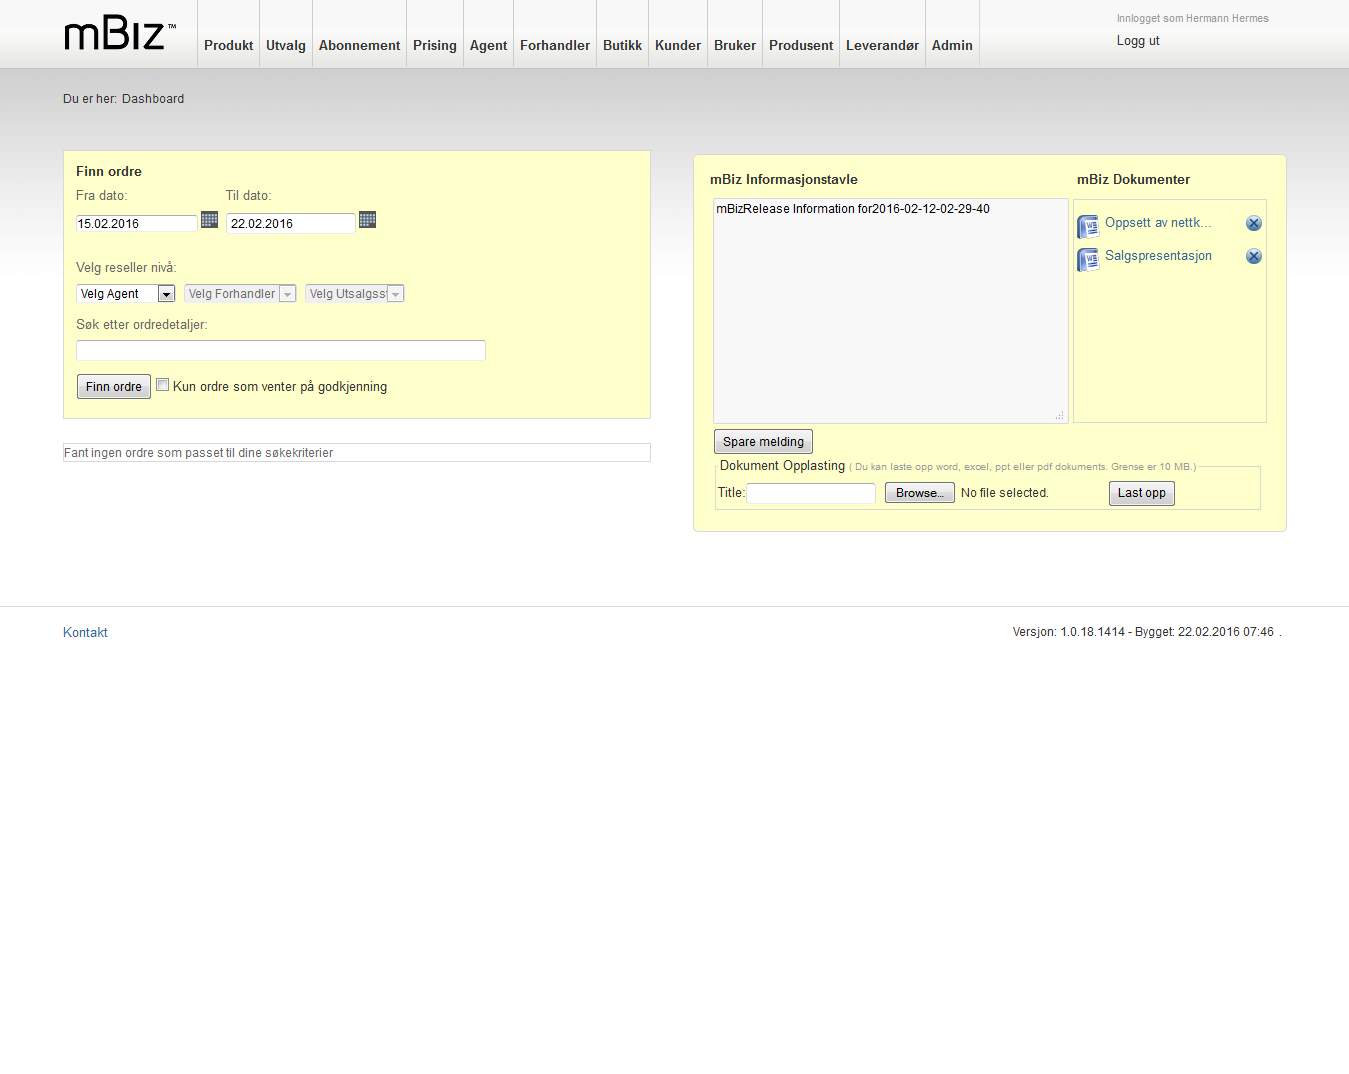 mBiz™
Produkt Utvalg Abonnement Prising Agent Forhandler Butikk Kunder Bruker Produsent Leverandør Admin
Innlogget som Hermann Hermes
Logg ut
Du er her: Dashboard
Finn ordre
Fra dato: Til dato:
15.02.2016 22.02.2016
Velg reseller nivå:
Velg Agent Velg Forhandler Velg Utsalgss
Søk etter ordredetaljer:
Finn ordre Kun ordre som venter på godkjenning
Fant ingen ordre som passet til dine søkekriterier
mBiz Informasjonstavle
mBizRelease Information for2016-02-12-02-29-40
mBiz Dokumenter
Oppsett av nettk...
Salgspresentasjon
Spare melding
Dokument Opplasting ( Du kan laste opp word, excel, ppt eller pdf dokuments. Grense er 10 MB.)
Title: Browse... No file selected. Last opp
Kontakt
Versjon: 1.0.18.1414 - Bygget: 22.02.2016 07:46 .